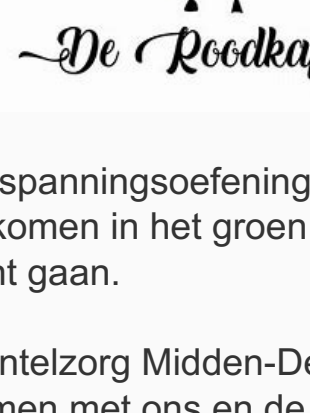 De Roodka
spanningsoefening
komen in het groen
nt gaan.
ntelzorg Midden-De
men met ons en de